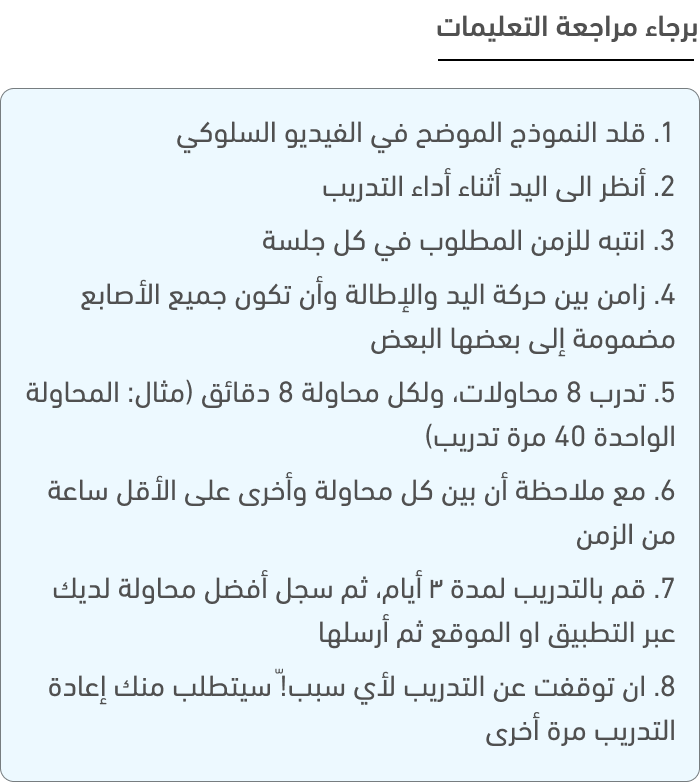 برجاء مراجعة التعليمات
1. قلد النموذج الموضح في الفيديو السلوكي
2. أنظر الى اليد أثناء أداء التدريب
3. انتبه للزمن المطلوب في كل جلسة
4. زامن بين حركة اليد والإطالة وأن تكون جميع الأصابع
مضمومة إلى بعضها البعض
5. تدرب 8 محاولات، ولكل محاولة 8 دقائق (مثال: المحاولة
الواحدة 40 مرة تدريب)
6. مع ملاحظة أن بين كل محاولة وأخرى على الأقل ساعة
من الزمن
7. قم بالتدريب لمدة ٣ أيام، ثم سجل أفضل محاولة لديك
عبر التطبيق او الموقع ثم أرسلها
8. ان توقفت عن التدريب لأي سبب!ّ سيتطلب منك إعادة
التدريب مرة أخرى